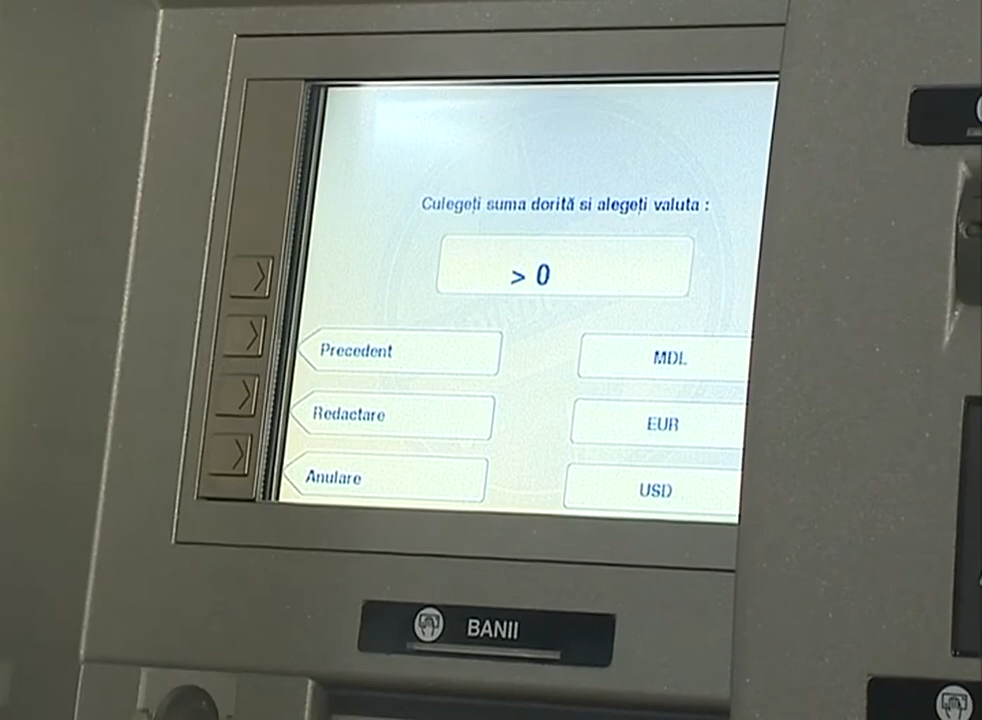 Culegeți suma dorită si alegeți valuta :
> 0
Precedent
MDL
Redactare
EUR
Anulare
USD
BANII